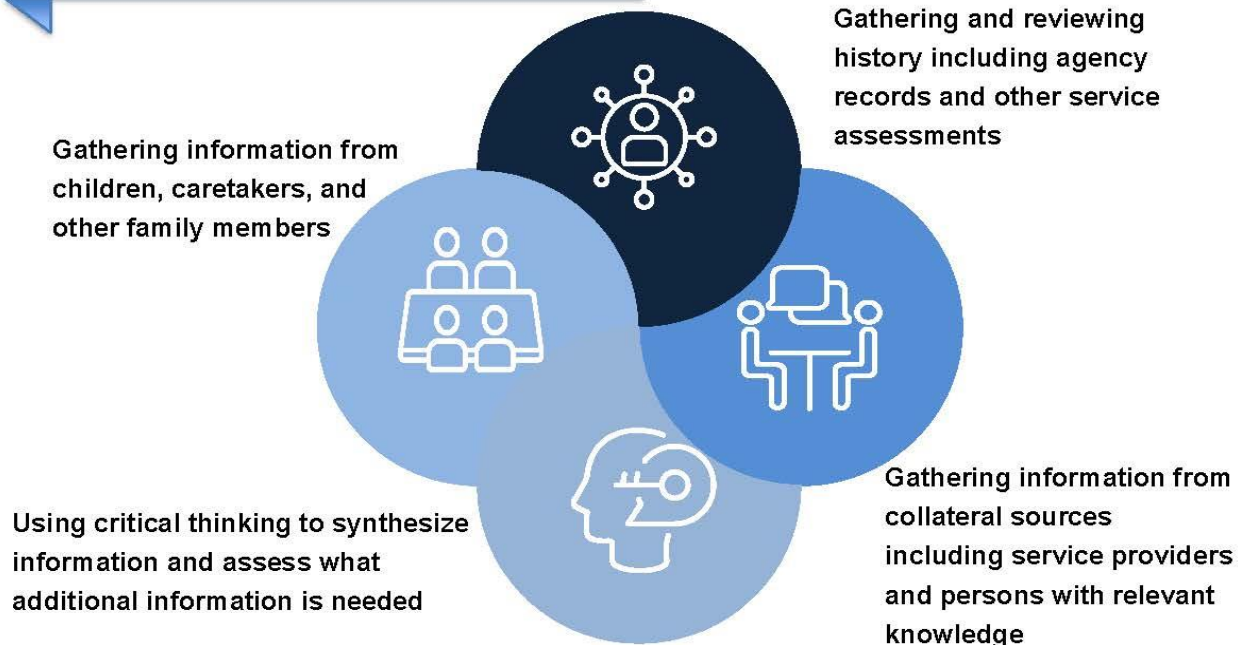 Gathering and reviewing
history including agency
records and other service
assessments
Gathering information from
children, caretakers, and
other family members
Gathering information from
collateral sources
including service providers
and persons with relevant
knowledge
Using critical thinking to synthesize
information and assess what
additional information is needed